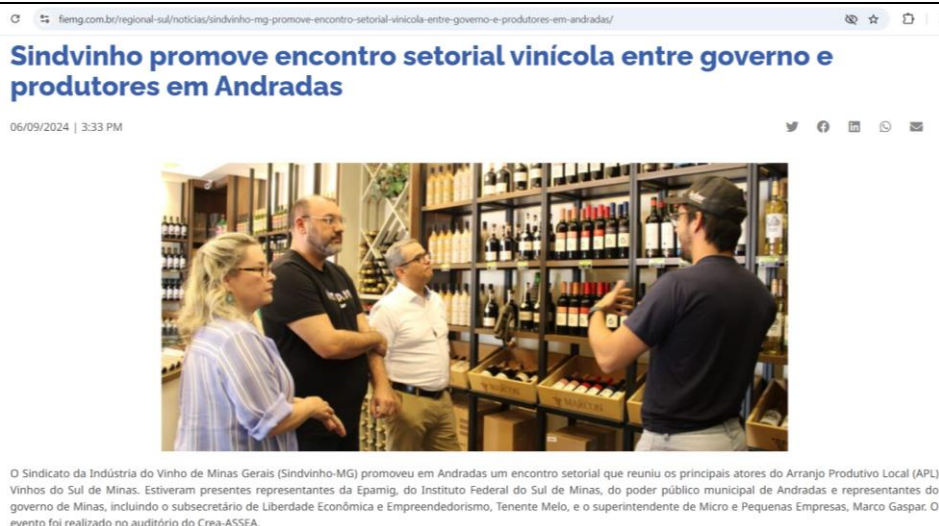 fiemg.com.br/regional-sul/noticias/sindvinho-mg-promove-encontro-setorial-vinicola-entre-governo-e-produtores-em-andradas/
Sindvinho promove encontro setorial vinícola entre governo e
produtores em Andradas
06/09/2024 | 3:33 PM
MARCON
O Sindicato da Indústria do Vinho de Minas Gerais (Sindvinho-MG) promoveu em Andradas um encontro setorial que reuniu os principais atores do Arranjo Produtivo Local (APL)
Vinhos do Sul de Minas. Estiveram presentes representantes da Epamig, do Instituto Federal do Sul de Minas, do poder público municipal de Andradas e representantes do
governo de Minas, incluindo o subsecretário de Liberdade Econômica e Empreendedorismo, Tenente Melo, e o superintendente de Micro e Pequenas Empresas, Marco Gaspar. O
evento foi realizado no auditório do Crea-ASSEA.